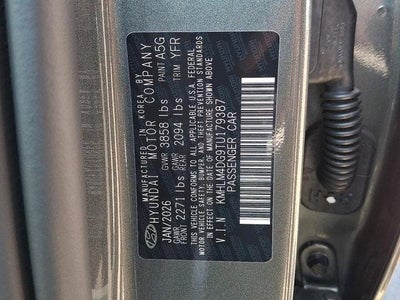 MANUFACTURED IN KOREA BY
HYUNDAI MOTOR COMPANY
JAN/2026 GVWR 3858 lbs PAINT A5G
GAWR FRONT 2271 lbs GAWR REAR 2094 lbs TRIM YFR
THIS VEHICLE CONFORMS TO ALL APPLICABLE U.S.A. FEDERAL
MOTOR VEHICLE SAFETY, BUMPER, AND THEFT PREVENTION STANDARDS
IN EFFECT ON THE DATE OF MANUFACTURE SHOWN ABOVE
V.I.N KMHLM4DG9TU179387
PASSENGER CAR